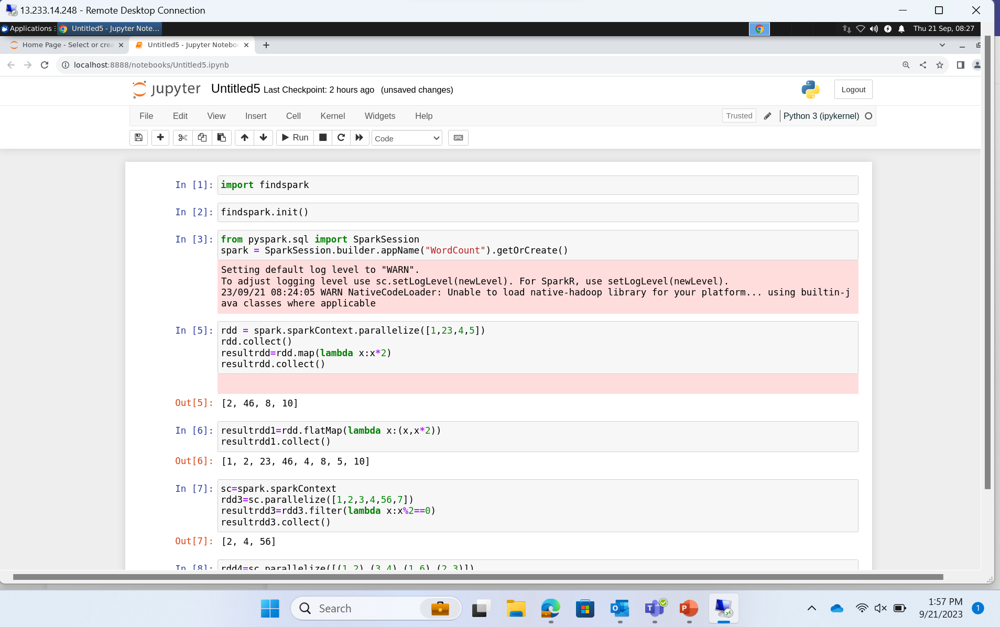 13.233.14.248 - Remote Desktop Connection
Applications
Untitled5 - Jupyter Note...
Thu 21 Sep, 08:27
Home Page - Select or crea
Untitled5 - Jupyter Noteboo
localhost:8888/notebooks/Untitled5.ipynb
jupyter Untitled5 Last Checkpoint: 2 hours ago (unsaved changes)
Logout
File Edit View Insert Cell Kernel Widgets Help
Trusted
Python 3 (ipykernel)
Run
Code
In [1]: import findspark
In [2]: findspark.init()
In [3]: from pyspark.sql import SparkSession
spark = SparkSession.builder.appName("WordCount").getOrCreate()
Setting default log level to "WARN".
To adjust logging level use sc.setLogLevel(newLevel). For SparkR, use setLogLevel(newLevel).
23/09/21 08:24:05 WARN NativeCodeLoader: Unable to load native-hadoop library for your platform... using builtin-j
ava classes where applicable
In [5]: rdd = spark.sparkContext.parallelize([1,23,4,5])
rdd.collect()
resultrdd=rdd.map(lambda x:x*2)
resultrdd.collect()
Out[5]: [2, 46, 8, 10]
In [6]: resultrdd1=rdd.flatMap(lambda x:(x,x*2))
resultrdd1.collect()
Out[6]: [1, 2, 23, 46, 4, 8, 5, 10]
In [7]: sc=spark.sparkContext
rdd3=sc.parallelize([1,2,3,4,56,7])
resultrdd3=rdd3.filter(lambda x:x%2==0)
resultrdd3.collect()
Out[7]: [2, 4, 56]
In [8]: rdd4=sc.parallelize([(1,2),(3,4),(1,6),(2,3)])
Search
1:57 PM
9/21/2023
1